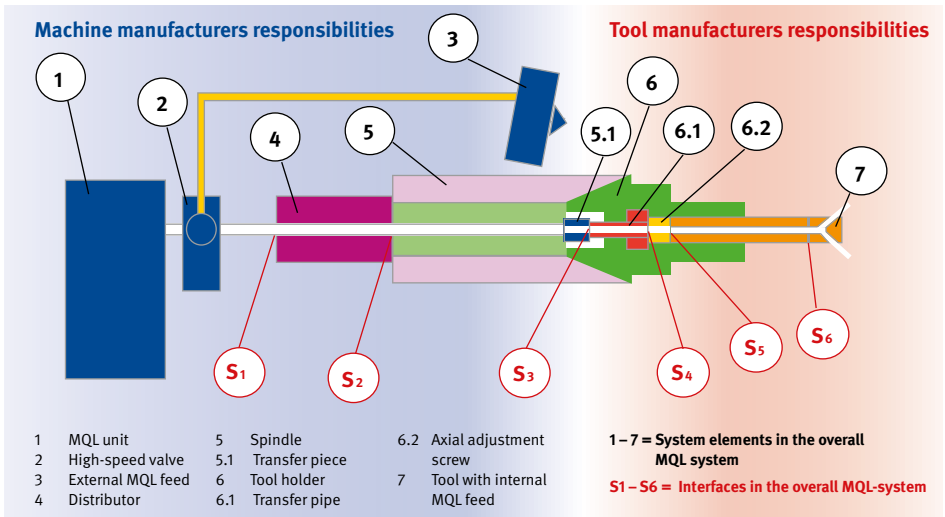 Machine manufacturers responsibilities
Tool manufacturers responsibilities
1
2
3
4
5
5.1
6
6.1
6.2
7
S1
S2
S3
S4
S5
S6
1 MQL unit
2 High-speed valve
3 External MQL feed
4 Distributor
5 Spindle
5.1 Transfer piece
6 Tool holder
6.1 Transfer pipe
6.2 Axial adjustment
screw
7 Tool with internal
MQL feed
1 – 7 = System elements in the overall
MQL system
S1 – S6 = Interfaces in the overall MQL-system